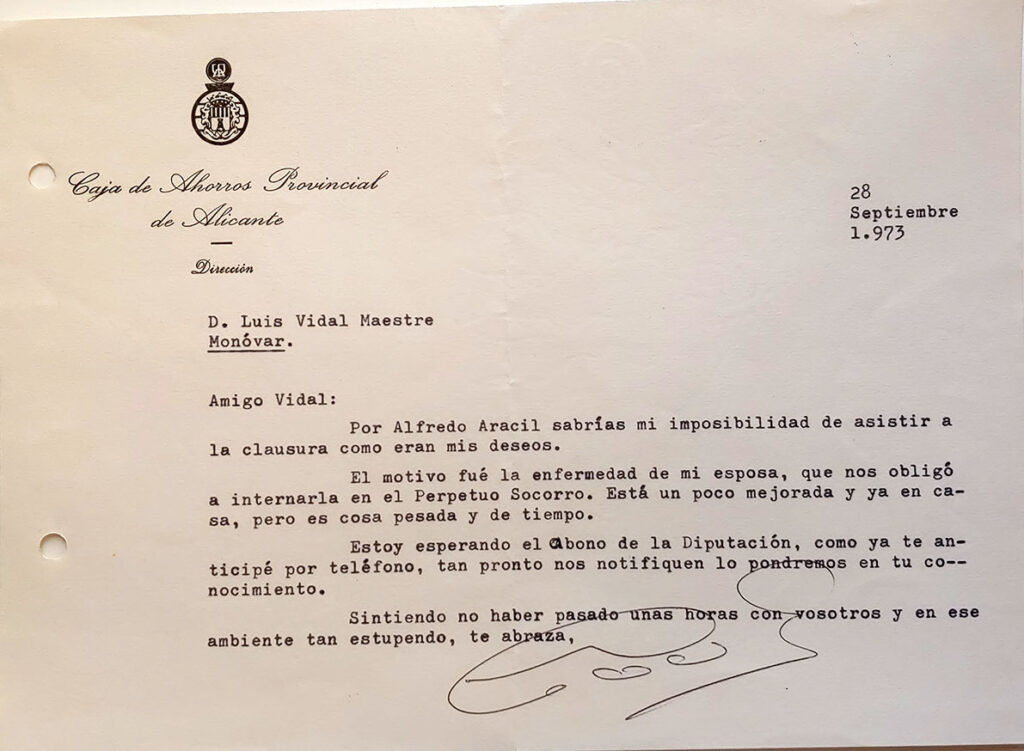 Caja de Ahorros Provincial
de Alicante
Dirección
28
Septiembre
1.973
D. Luis Vidal Maestre
Monóvar.
Amigo Vidal:
Por Alfredo Aracil sabrías mi imposibilidad de asistir a
la clausura como eran mis deseos.
El motivo fué la enfermedad de mi esposa, que nos obligó
a internarla en el Perpetuo Socorro. Está un poco mejorada y ya en ca-
sa, pero es cosa pesada y de tiempo.
Estoy esperando el Abono de la Diputación, como ya te an-
ticipé por teléfono, tan pronto nos notifiquen lo pondremos en tu co--
nocimiento.
Sintiendo no haber pasado unas horas con vosotros y en ese
ambiente tan estupendo, te abraza,